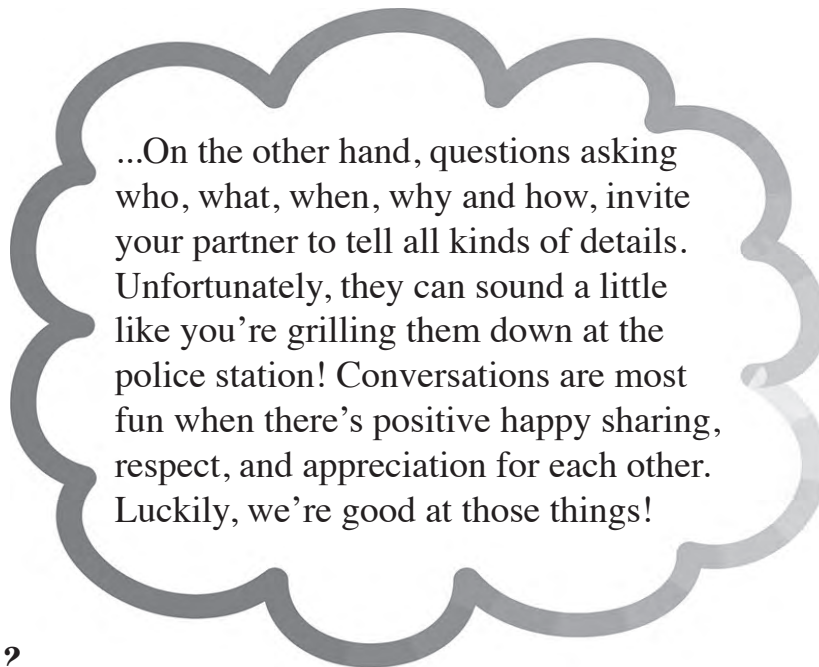 ...On the other hand, questions asking
who, what, when, why and how, invite
your partner to tell all kinds of details.
Unfortunately, they can sound a little
like you’re grilling them down at the
police station! Conversations are most
fun when there’s positive happy sharing,
respect, and appreciation for each other.
Luckily, we’re good at those things!
?